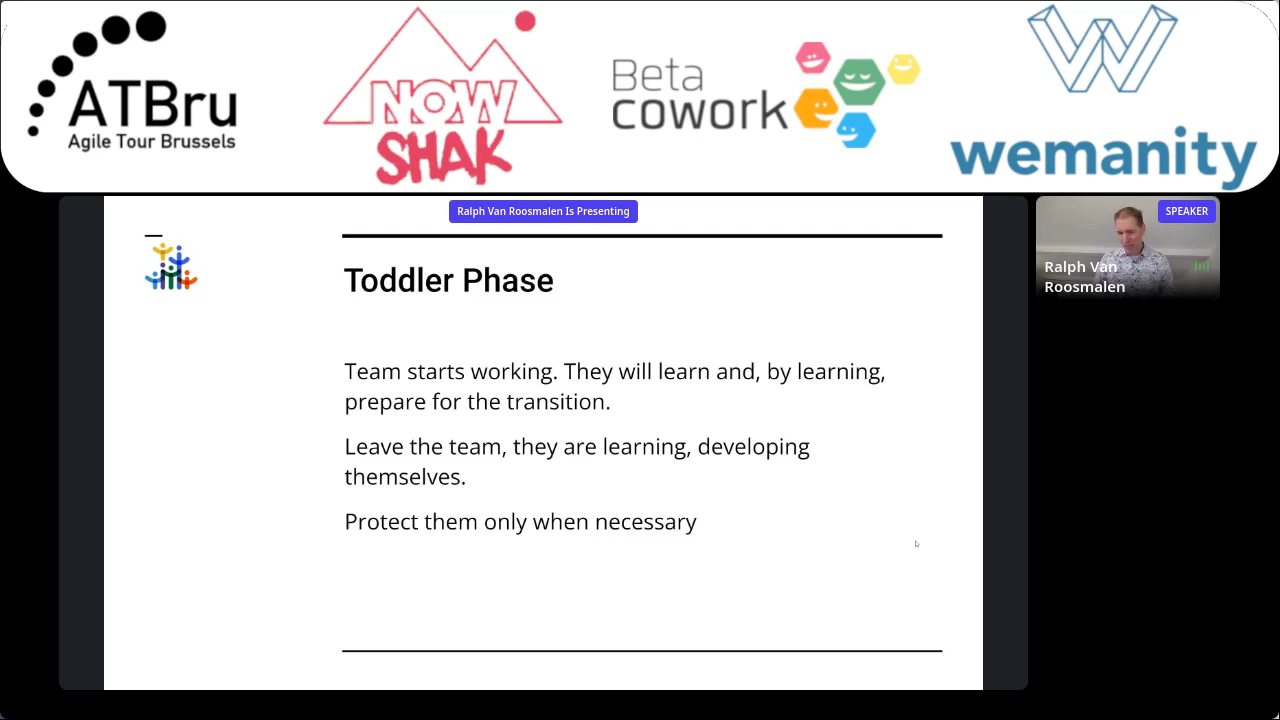 ATBru
Agile Tour Brussels
NOW
SHAK
Beta
cowork
wemanity
Ralph Van Roosmalen Is Presenting
SPEAKER
Ralph Van
Roosmalen
Toddler Phase
Team starts working. They will learn and, by learning,
prepare for the transition.
Leave the team, they are learning, developing
themselves.
Protect them only when necessary